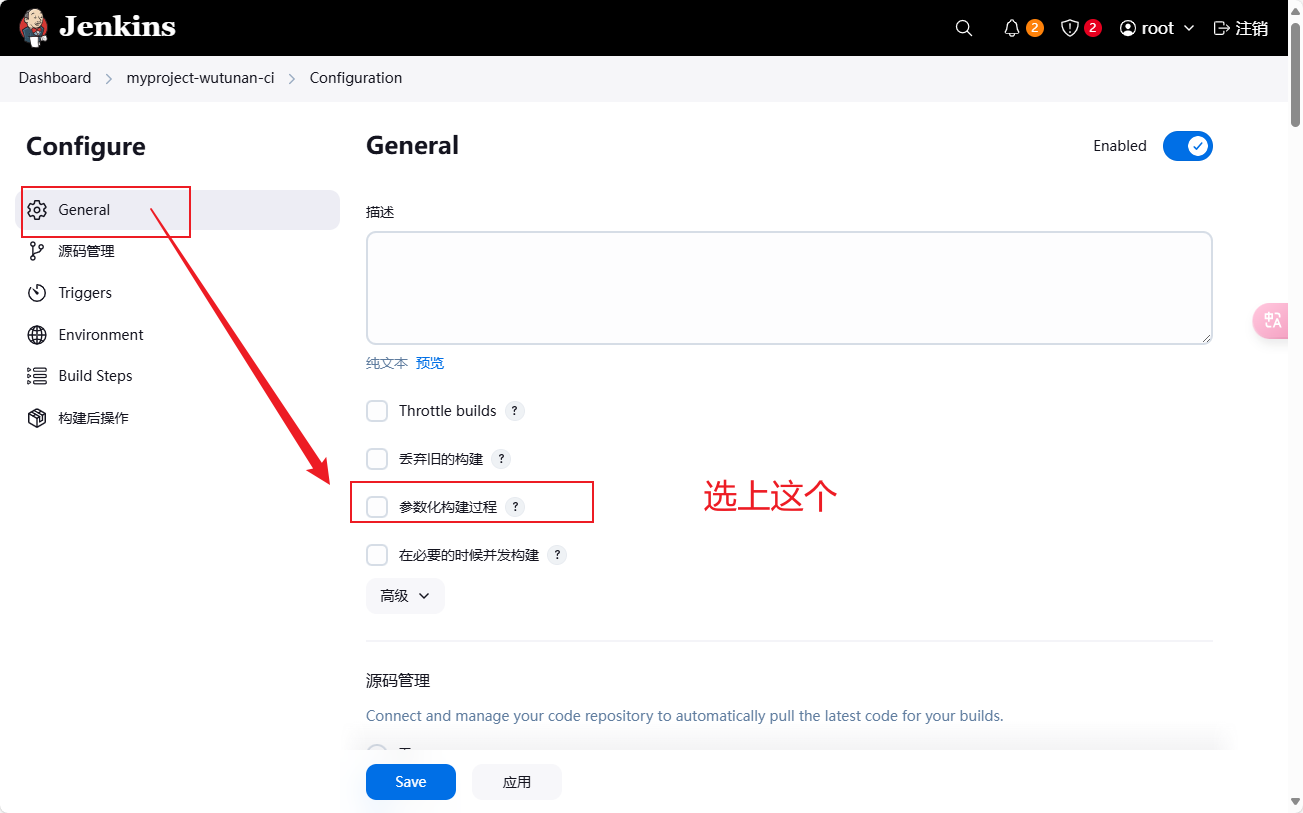 Jenkins
2
2
root
注销
Dashboard
myproject-wutunan-ci
Configuration
Configure
General
源码管理
Triggers
Environment
Build Steps
构建后操作
General
Enabled
描述
纯文本 预览
Throttle builds ?
丢弃旧的构建 ?
参数化构建过程 ?
选上这个
在必要的时候并发构建 ?
高级
源码管理
Connect and manage your code repository to automatically pull the latest code for your builds.
Save
应用